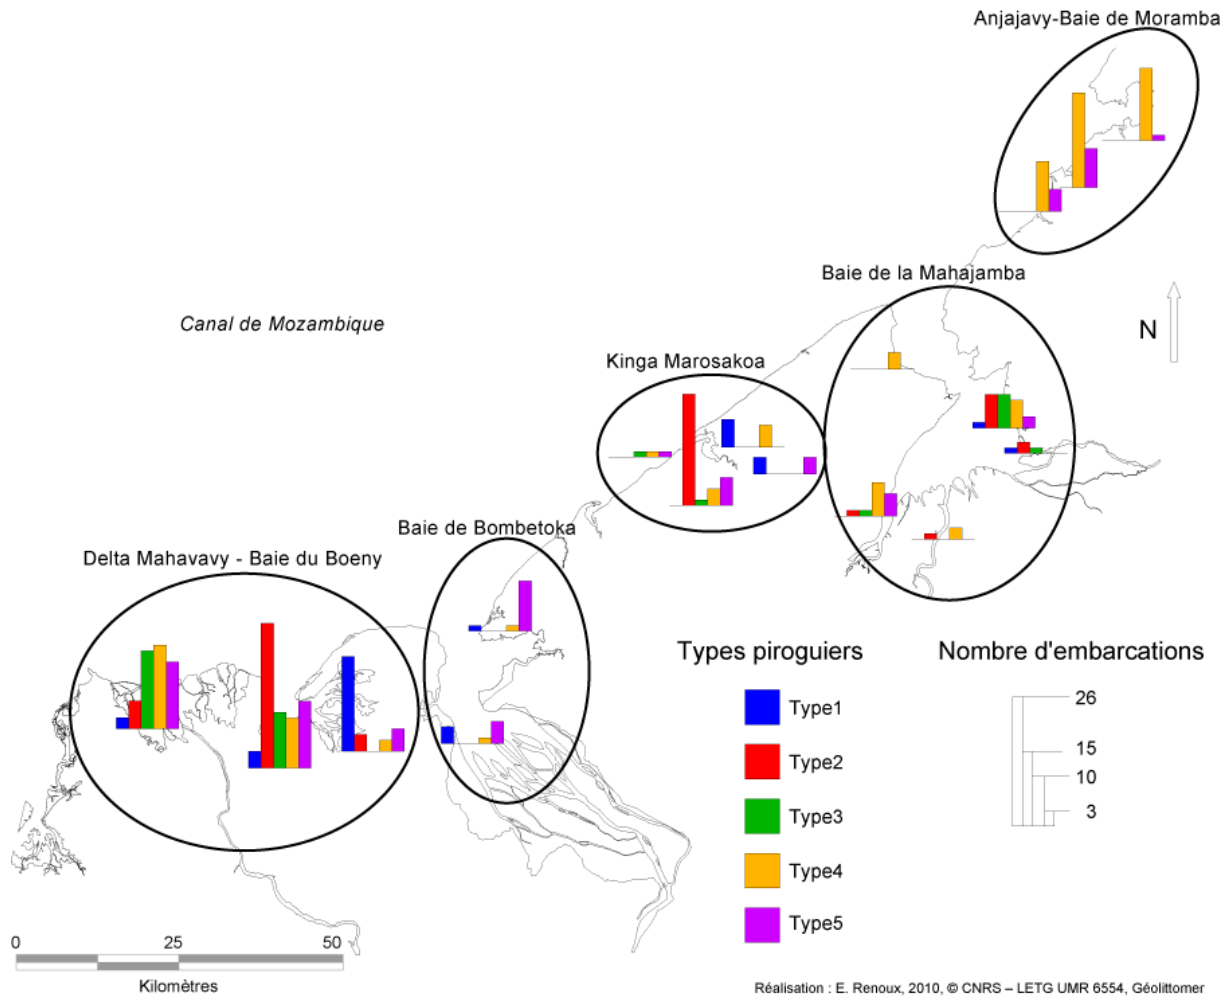 Anjajavy-Baie de Moramba
Baie de la Mahajamba
Canal de Mozambique
N
Kinga Marosakoa
Baie de Bombetoka
Delta Mahavavy - Baie du Boeny
Types piroguiers
Type1
Type2
Type3
Type4
Type5
Nombre d'embarcations
26
15
10
3
0 25 50
Kilomètres
Réalisation : E. Renoux, 2010, © CNRS – LETG UMR 6554, Géolittomer